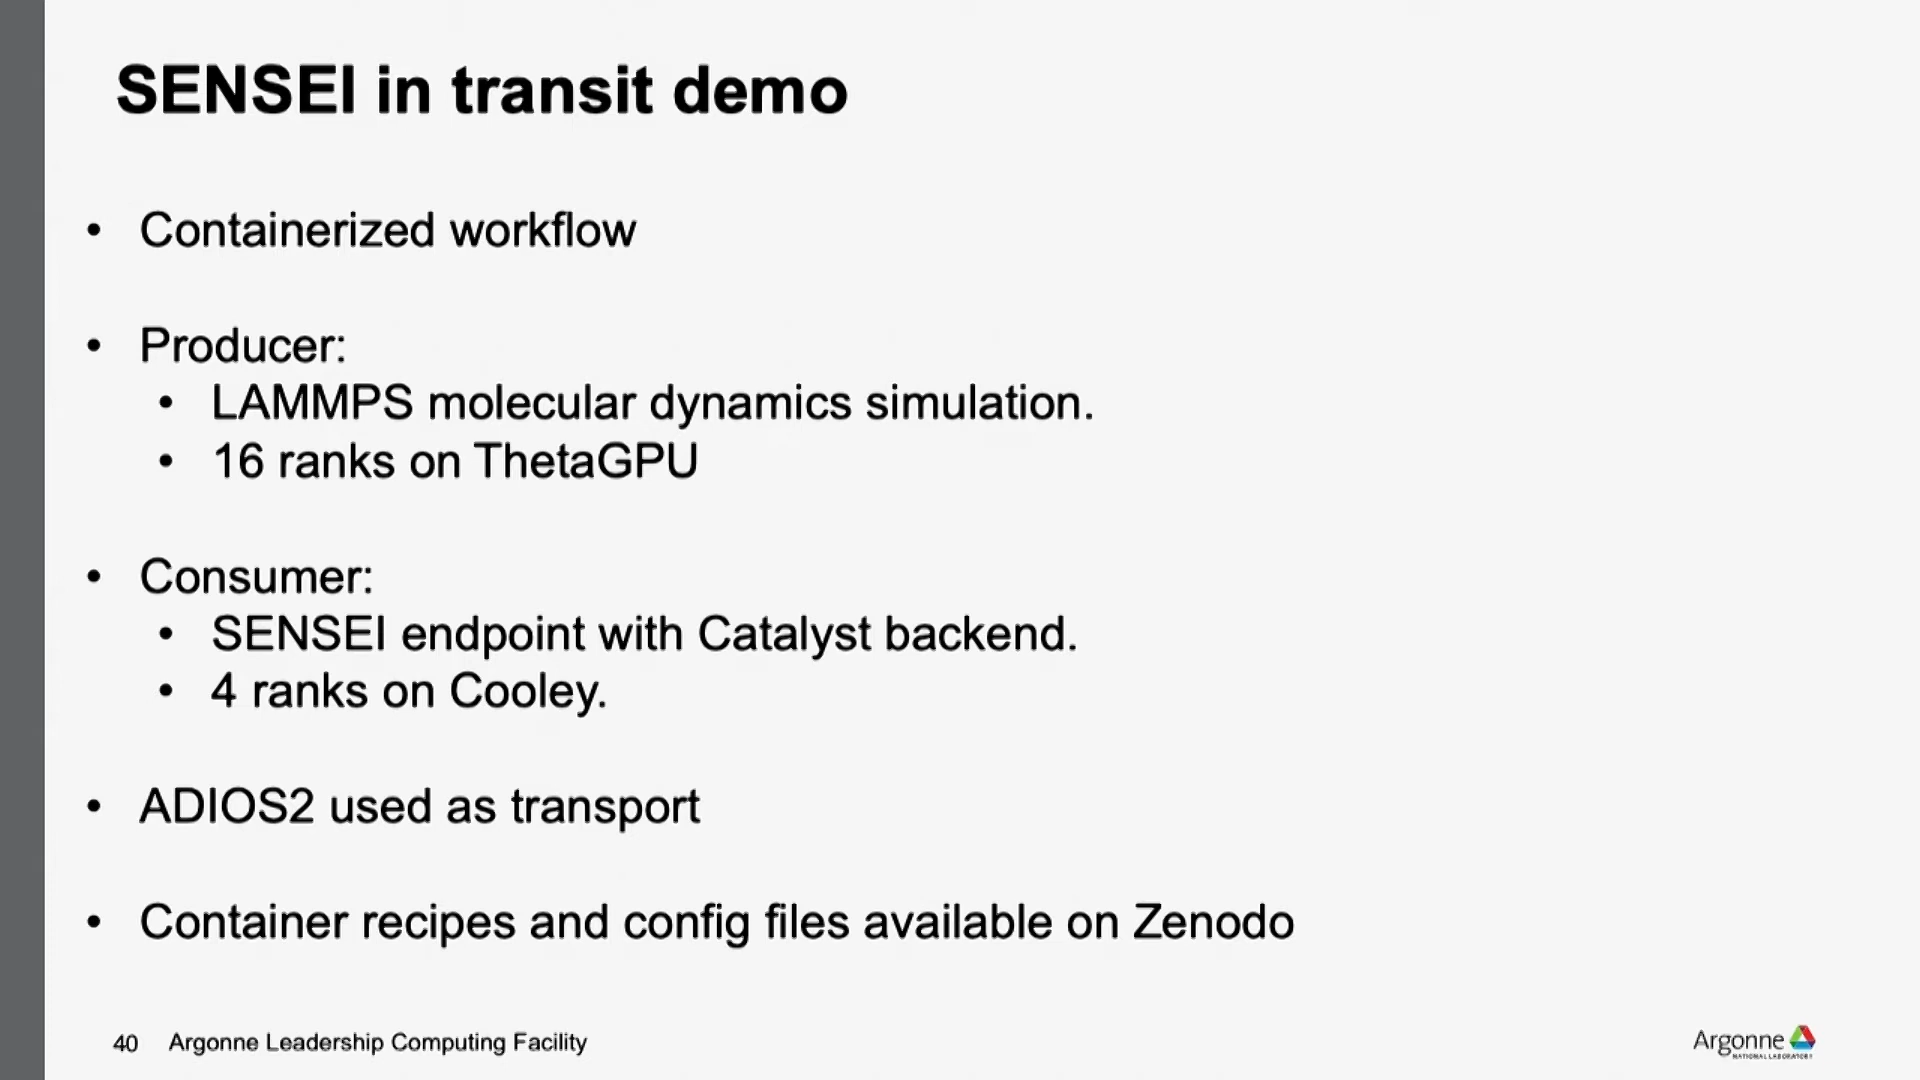 SENSEI in transit demo
• Containerized workflow
• Producer:
• LAMMPS molecular dynamics simulation.
• 16 ranks on ThetaGPU
• Consumer:
• SENSEI endpoint with Catalyst backend.
• 4 ranks on Cooley.
• ADIOS2 used as transport
• Container recipes and config files available on Zenodo
40 Argonne Leadership Computing Facility
Argonne
NATIONAL LABORATORY